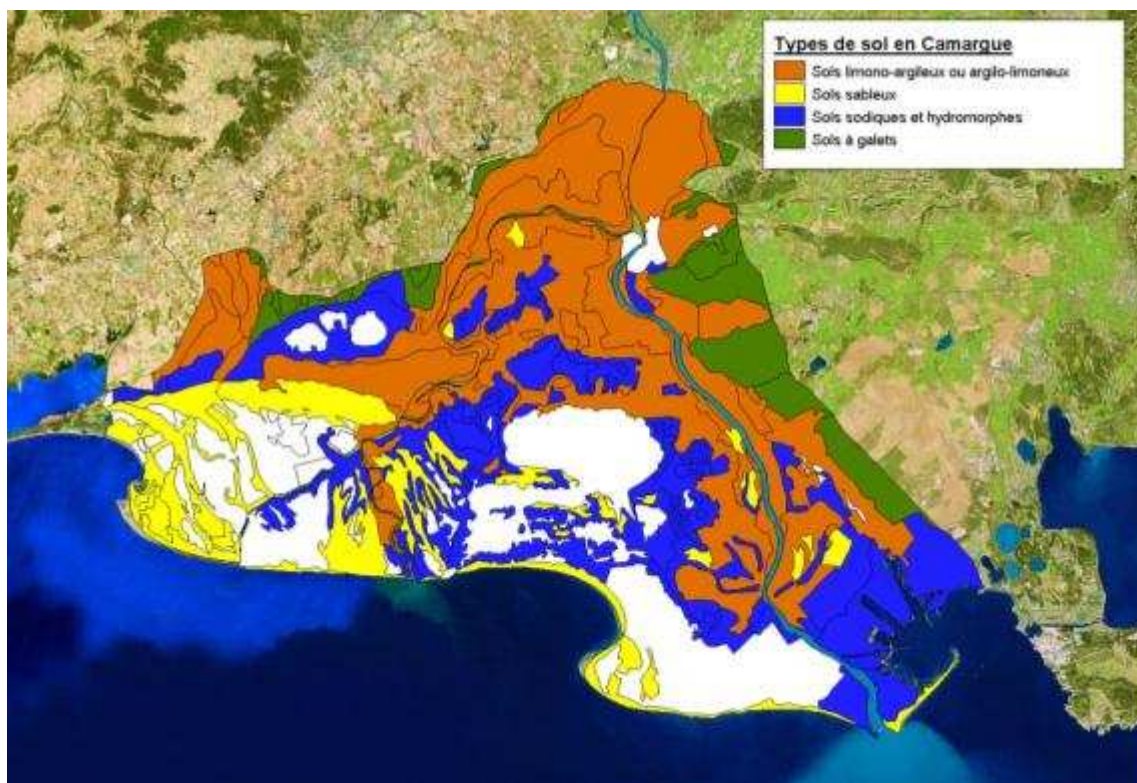 Types de sol en Camargue
Sols limono-argileux ou argilo-limoneux
Sols sableux
Sols sodiques et hydromorphes
Sols à galets